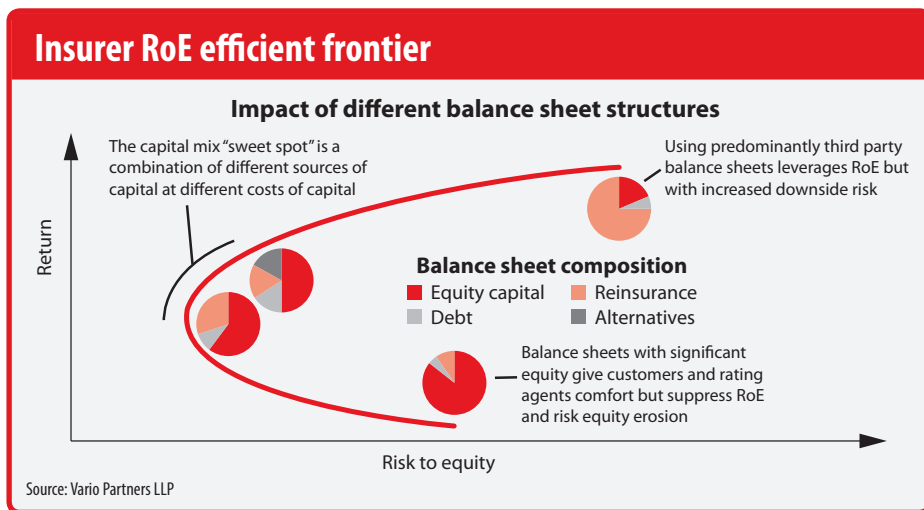 Insurer RoE efficient frontier
Impact of different balance sheet structures
The capital mix “sweet spot” is a
combination of different sources of
capital at different costs of capital
Using predominantly third party
balance sheets leverages RoE but
with increased downside risk
Return
Balance sheet composition
Equity capital
Reinsurance
Debt
Alternatives
Balance sheets with significant
equity give customers and rating
agents comfort but suppress RoE
and risk equity erosion
Risk to equity
Source: Vario Partners LLP